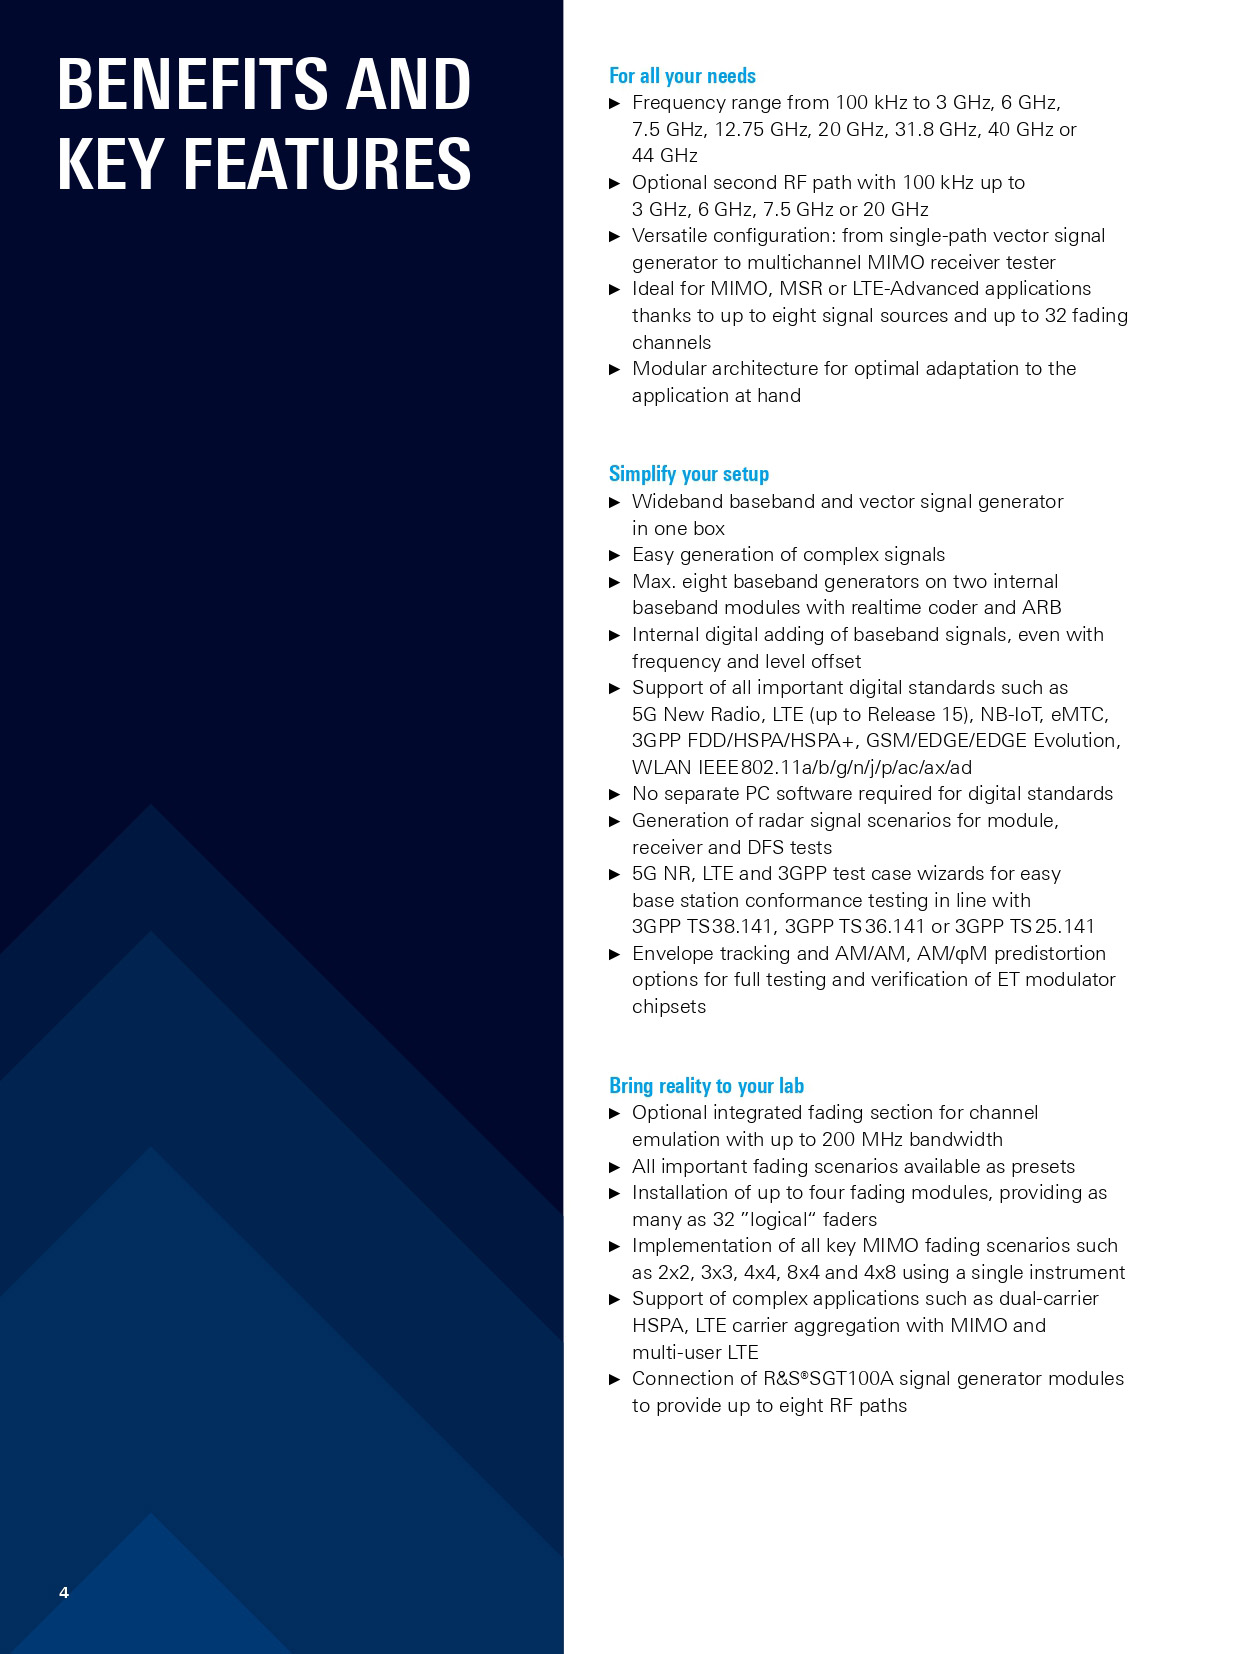 BENEFITS AND
KEY FEATURES
For all your needs
► Frequency range from 100 kHz to 3 GHz, 6 GHz,
7.5 GHz, 12.75 GHz, 20 GHz, 31.8 GHz, 40 GHz or
44 GHz
► Optional second RF path with 100 kHz up to
3 GHz, 6 GHz, 7.5 GHz or 20 GHz
► Versatile configuration: from single-path vector signal
generator to multichannel MIMO receiver tester
► Ideal for MIMO, MSR or LTE-Advanced applications
thanks to up to eight signal sources and up to 32 fading
channels
► Modular architecture for optimal adaptation to the
application at hand
Simplify your setup
► Wideband baseband and vector signal generator
in one box
► Easy generation of complex signals
► Max. eight baseband generators on two internal
baseband modules with realtime coder and ARB
► Internal digital adding of baseband signals, even with
frequency and level offset
► Support of all important digital standards such as
5G New Radio, LTE (up to Release 15), NB-IoT, eMTC,
3GPP FDD/HSPA/HSPA+, GSM/EDGE/EDGE Evolution,
WLAN IEEE 802.11a/b/g/n/j/p/ac/ax/ad
► No separate PC software required for digital standards
► Generation of radar signal scenarios for module,
receiver and DFS tests
► 5G NR, LTE and 3GPP test case wizards for easy
base station conformance testing in line with
3GPP TS 38.141, 3GPP TS 36.141 or 3GPP TS 25.141
► Envelope tracking and AM/AM, AM/φM predistortion
options for full testing and verification of ET modulator
chipsets
Bring reality to your lab
► Optional integrated fading section for channel
emulation with up to 200 MHz bandwidth
► All important fading scenarios available as presets
► Installation of up to four fading modules, providing as
many as 32 ”logical“ faders
► Implementation of all key MIMO fading scenarios such
as 2x2, 3x3, 4x4, 8x4 and 4x8 using a single instrument
► Support of complex applications such as dual-carrier
HSPA, LTE carrier aggregation with MIMO and
multi-user LTE
► Connection of R&S®SGT100A signal generator modules
to provide up to eight RF paths
4